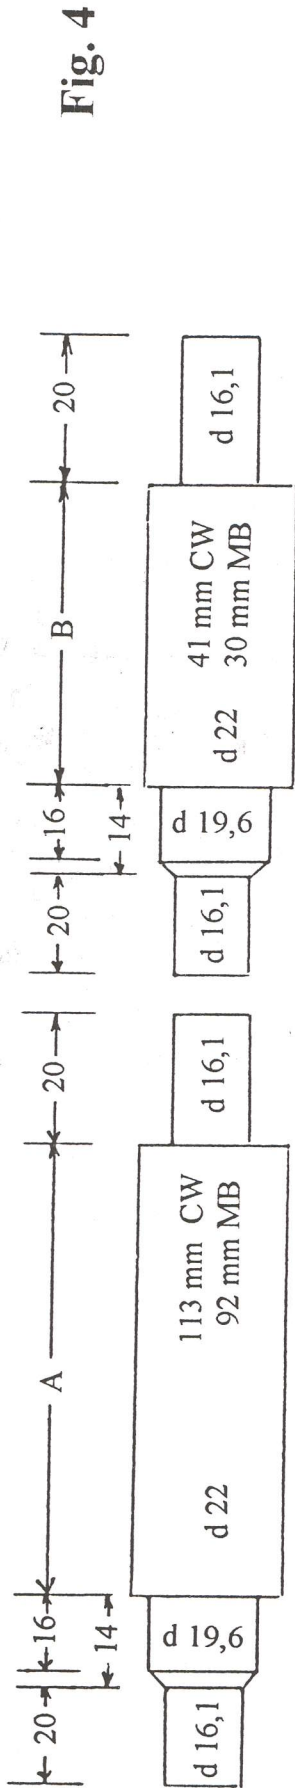 Fig. 4
20 16 A 20
14
d 16,1 d 19,6 d 22 113 mm CW d 16,1
92 mm MB
20 16 B 20
14
d 16,1 d 19,6 d 22 41 mm CW d 16,1
30 mm MB